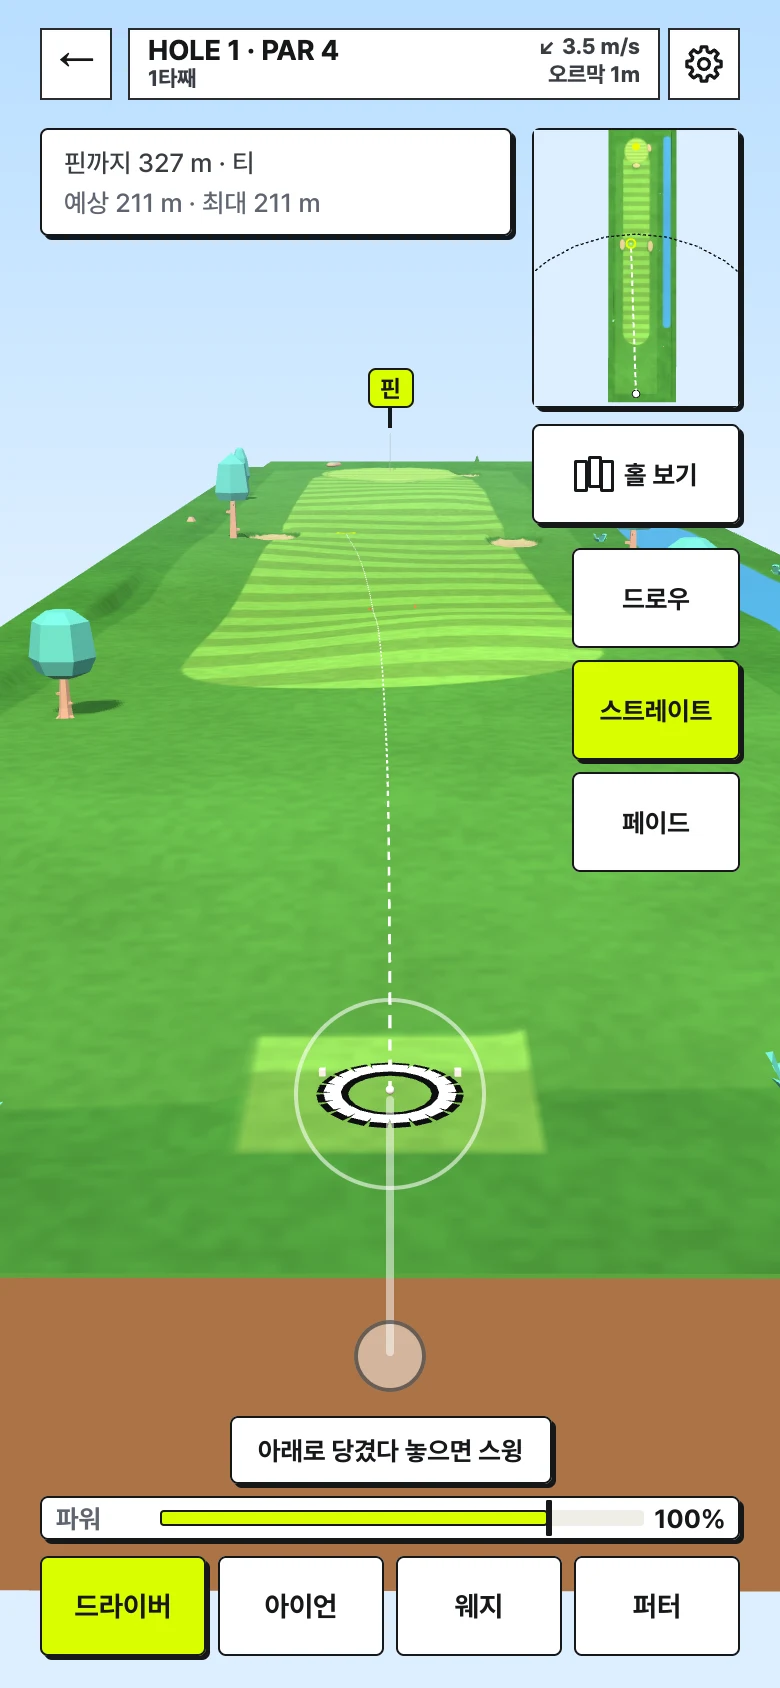 ←
HOLE 1 · PAR 4
1타째
↙ 3.5 m/s
오르막 1m
핀까지 327 m · 티
예상 211 m · 최대 211 m
핀
홀 보기
드로우
스트레이트
페이드
아래로 당겼다 놓으면 스윙
파워
100%
드라이버
아이언
웨지
퍼터